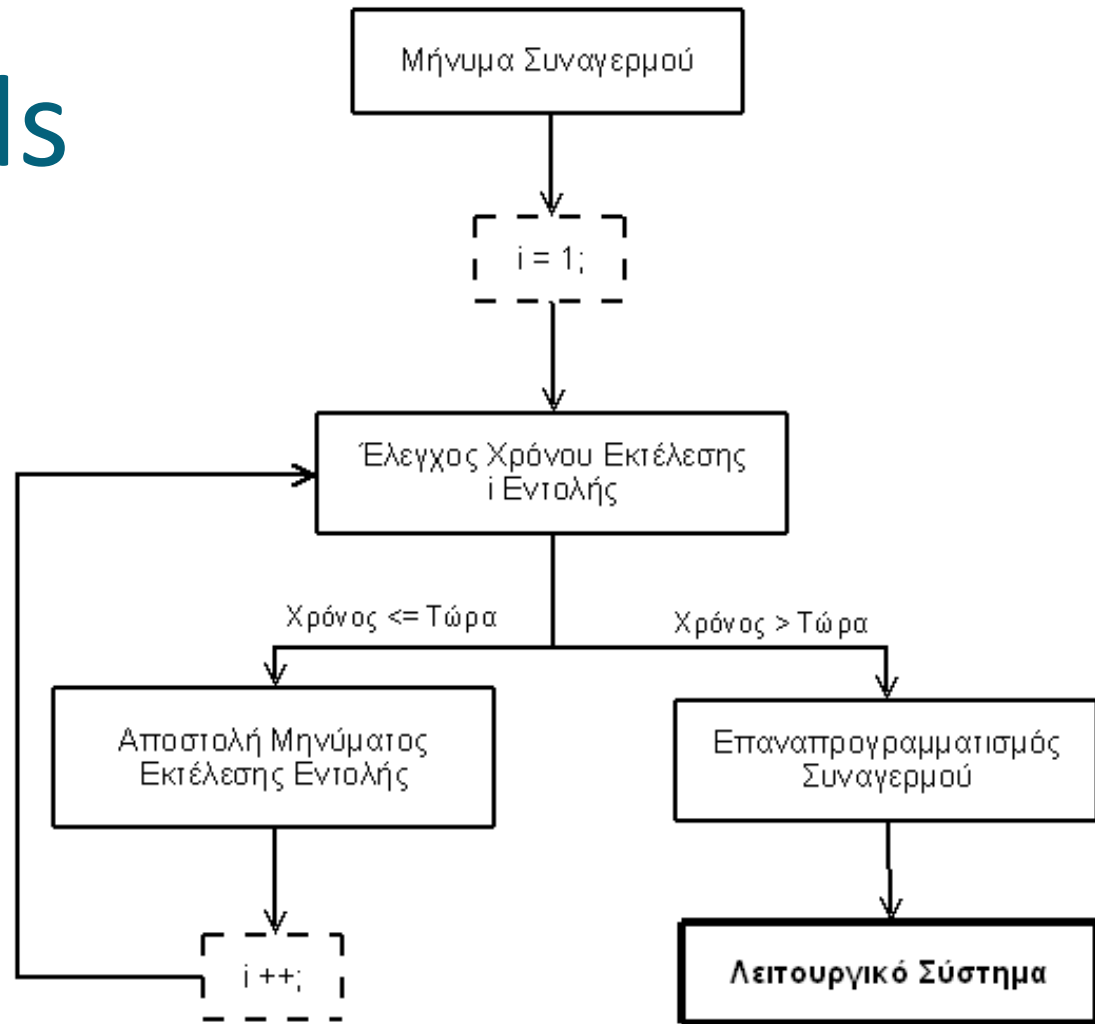 ls
Μήνυμα Συναγερμού
i = 1;
Έλεγχος Χρόνου Εκτέλεσης
i Εντολής
Χρόνος <= Τώρα
Χρόνος > Τώρα
Αποστολή Μηνύματος
Εκτέλεσης Εντολής
Επαναπρογραμματισμός
Συναγερμού
i ++;
Λειτουργικό Σύστημα